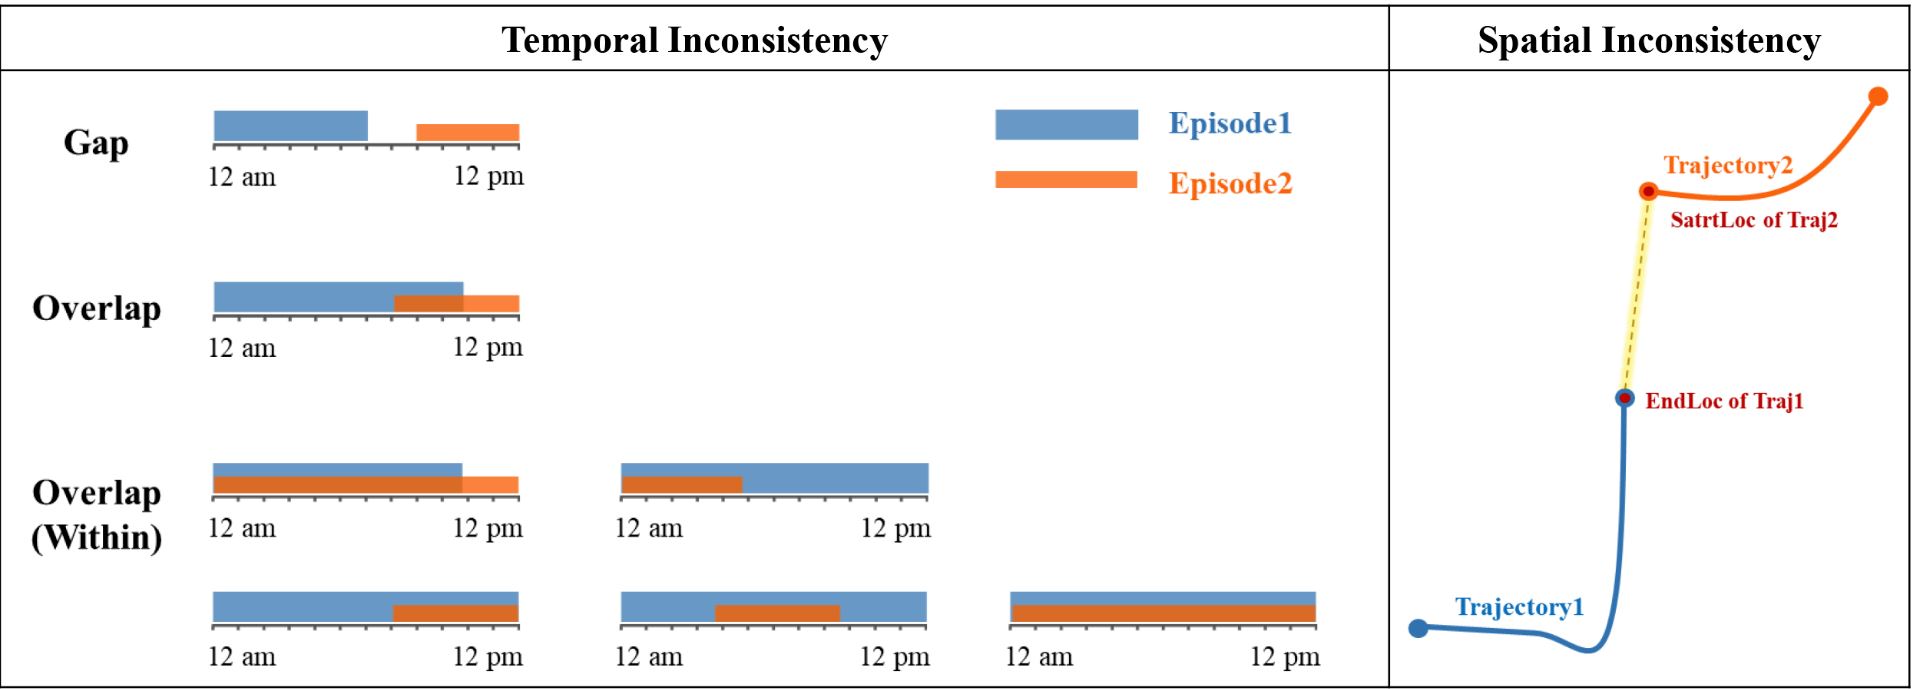 Temporal Inconsistency
Spatial Inconsistency
Gap
12 am
12 pm
Episode1
Episode2
Overlap
12 am
12 pm
Overlap
(Within)
12 am
12 pm
12 am
12 pm
12 am
12 pm
12 am
12 pm
12 am
12 pm
Trajectory2
SatrtLoc of Traj2
EndLoc of Traj1
Trajectory1